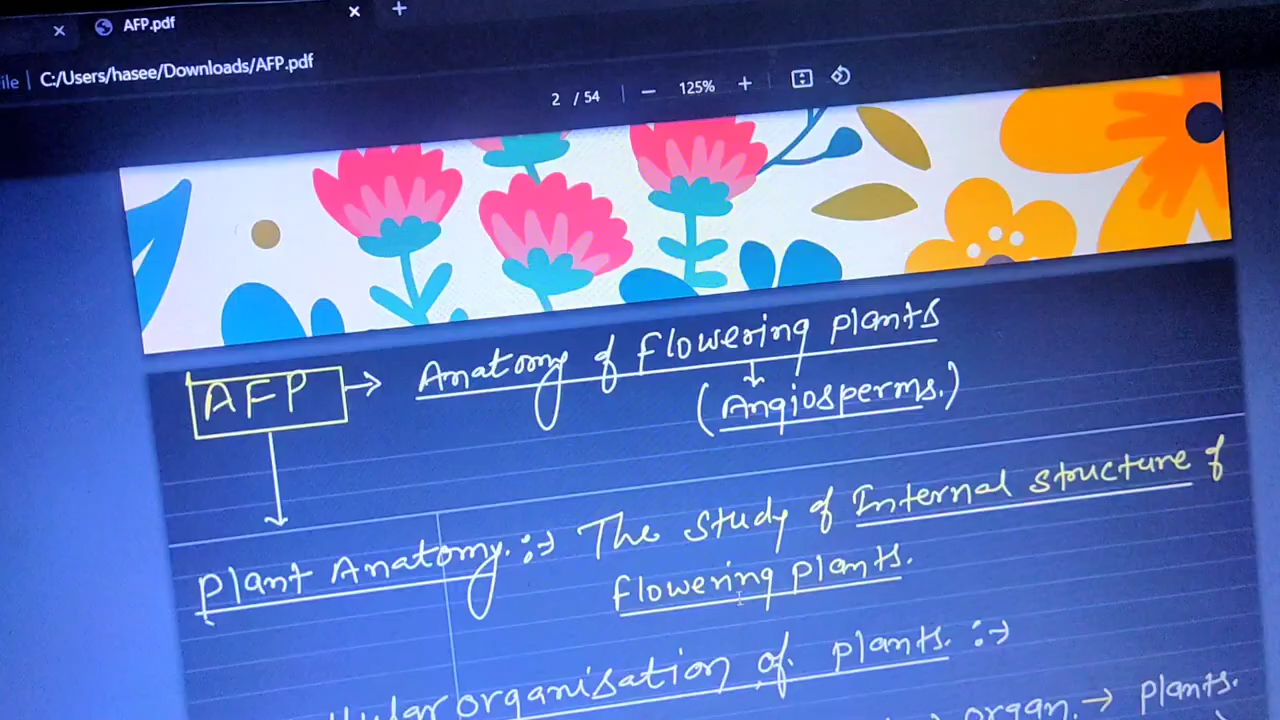 AFP.pdf
ile | C:/Users/hasee/Downloads/AFP.pdf
2 / 54 — 125% +
AFP → Anatomy of flowering plants
(Angiosperms.)
Plant Anatomy. :→ The study of Internal structure of
flowering plants.
organisation of plants. :→
organ. → plants.